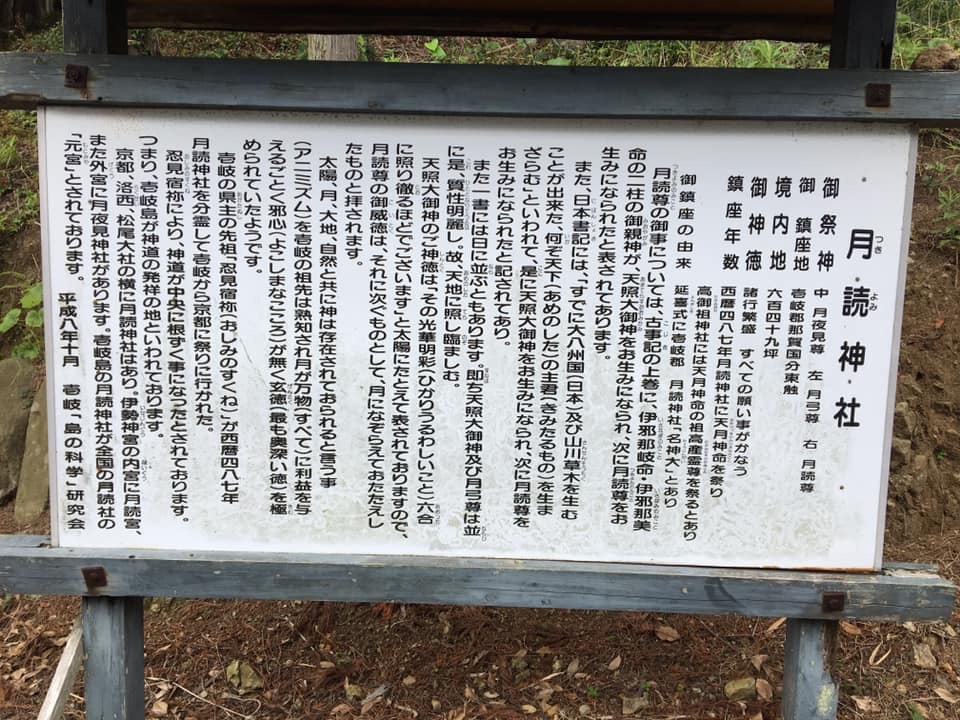 月讀神社
御祭神 中 月夜見尊 左 月弓尊 右 月読尊
御鎮座地 壱岐郡那賀国分東触
境内地 六百四十九坪
御神徳 諸行繁盛 すべての願い事がかなう
鎮座年数 西暦四八七年月読神社に天月神命を祭り
高御祖神社には天月神命の祖高産霊尊を祭るとあり
延喜式に壱岐郡 月読神社「名神大」とあり
御鎮座の由来
月読尊の御事については、古事記の上巻に、伊邪那岐命・伊邪那美
命の二柱の御親神が、天照大御神をお生みになられ、次に月読尊をお
生みになられたと表されてあります。
また、日本書記には、「すでに大八州国(日本)及び山川草木を生む
ことが出来た、何ぞ天下(あめのした)の主君(きみたるもの)を生ま
ざらむ」といわれて、是に天照大御神をお生みになられ、次に月読尊を
お生みになられたと記されてあり。
また一書には日に並ぶともあります。即ち天照大御神及び月弓尊は並
に是、質性明麗し。故、天地に照し臨ましむ。
天照大御神のご神徳は、その光華明彩(ひかりうるわしいこと)六合
に照り徹るほどでございます」と太陽にたとえて表されておりますので、
月読尊の御威徳は、それに次ぐものとして、月になぞらえておたたえし
たものと拝されます。
太陽、月、大地、自然と共に神は存在されておられると言う事
(アニミズム)を壱岐の祖先は熟知され月が万物(すべて)に利益を与
えるごとく邪心(よこしまなこころ)が無く玄徳(最も奥深い徳)を極
められていたようです。
壱岐の県主の先祖、忍見宿祢(おしみのすくね)が西暦四八七年
月読神社を分霊して壱岐から京都に祭りに行かれた。
忍見宿祢により、神道が中央に根ずく事になったとされております。
つまり、壱岐島が神道の発祥の地といわれております。
京都、洛西、松尾大社の横に月読神社はあり。伊勢神宮の内宮に月読宮、
また外宮に月夜見神社があります。壱岐島の月読神社が全国の月読社の
「元宮」とされております。 平成八年十月 壱岐「島の科学」研究会